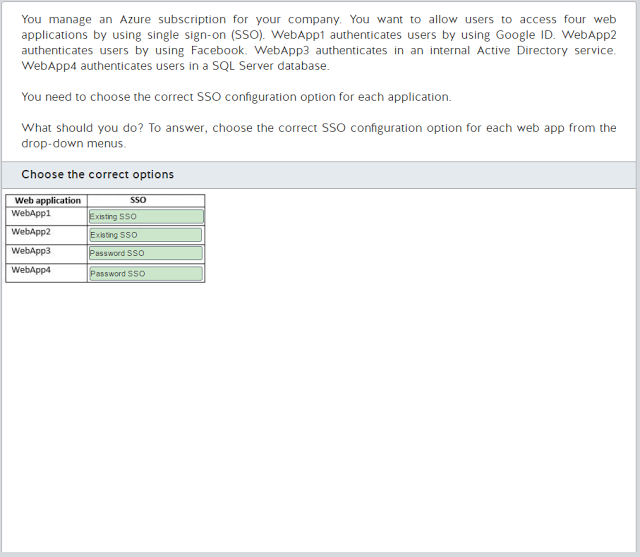 You manage an Azure subscription for your company. You want to allow users to access four web
applications by using single sign-on (SSO). WebApp1 authenticates users by using Google ID. WebApp2
authenticates users by using Facebook. WebApp3 authenticates in an internal Active Directory service.
WebApp4 authenticates users in a SQL Server database.
You need to choose the correct SSO configuration option for each application.
What should you do? To answer, choose the correct SSO configuration option for each web app from the
drop-down menus.
Choose the correct options
Web application SSO
WebApp1 Existing SSO
WebApp2 Existing SSO
WebApp3 Password SSO
WebApp4 Password SSO